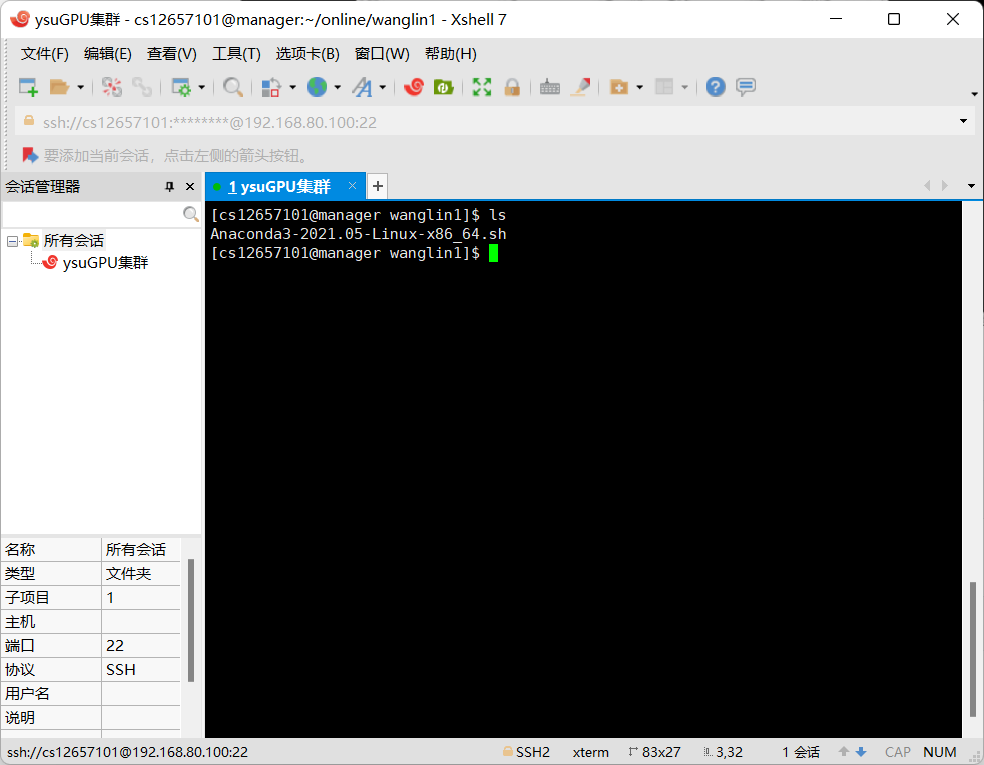 ysuGPU集群 - cs12657101@manager:~/online/wanglin1 - Xshell 7
文件(F) 编辑(E) 查看(V) 工具(T) 选项卡(B) 窗口(W) 帮助(H)
ssh://cs12657101:********@192.168.80.100:22
要添加当前会话，点击左侧的箭头按钮。
会话管理器
1 ysuGPU集群
所有会话
ysuGPU集群
[cs12657101@manager wanglin1]$ ls
Anaconda3-2021.05-Linux-x86_64.sh
[cs12657101@manager wanglin1]$
名称 所有会话
类型 文件夹
子项目 1
主机
端口 22
协议 SSH
用户名
说明
ssh://cs12657101@192.168.80.100:22 SSH2 xterm 83x27 3,32 1 会话 CAP NUM